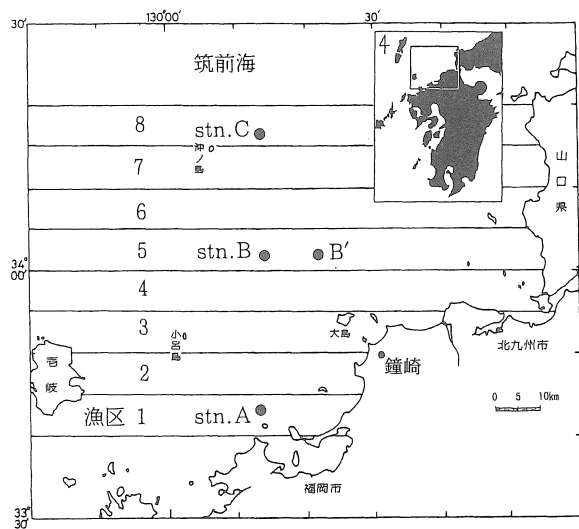 30′ 130°00′ 30′
4
筑前海
8 stn.C
沖ノ島
7
山口県
6
5 stn.B B′
34°00′
4
3 小呂島 大島
北九州市
壱岐
2 鐘崎
0 5 10km
漁区 1 stn.A
福岡市
33°30′